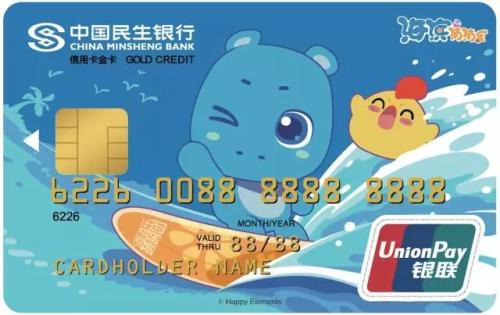 中国民生银行
CHINA MINSHENG BANK
信用卡金卡 GOLD CREDIT
6226 0088 8888 8888
6226
MONTH/YEAR
VALID THRU 88/88
CARDHOLDER NAME
UnionPay
银联
© Happy Elements